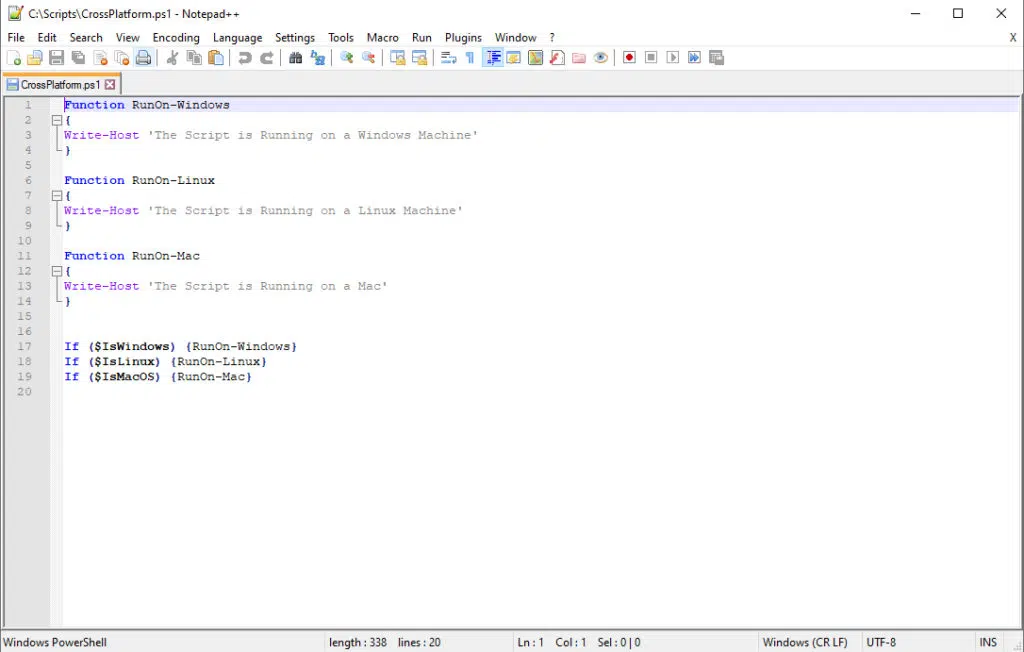 C:\Scripts\CrossPlatform.ps1 - Notepad++
File Edit Search View Encoding Language Settings Tools Macro Run Plugins Window ? X
CrossPlatform.ps1
1 Function RunOn-Windows
2 {
3 Write-Host 'The Script is Running on a Windows Machine'
4 }
5
6 Function RunOn-Linux
7 {
8 Write-Host 'The Script is Running on a Linux Machine'
9 }
10
11 Function RunOn-Mac
12 {
13 Write-Host 'The Script is Running on a Mac'
14 }
15
16
17 If ($IsWindows) {RunOn-Windows}
18 If ($IsLinux) {RunOn-Linux}
19 If ($IsMacOS) {RunOn-Mac}
20
Windows PowerShell length : 338 lines : 20 Ln : 1 Col : 1 Sel : 0 | 0 Windows (CR LF) UTF-8 INS